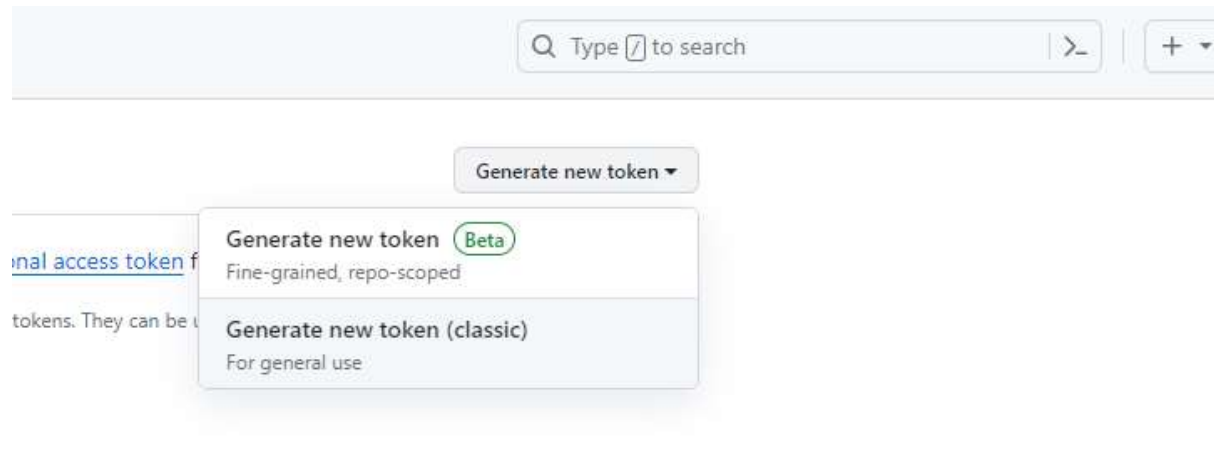 Type / to search
Generate new token
Generate new token Beta
Fine-grained, repo-scoped
onal access token f
tokens. They can be
Generate new token (classic)
For general use